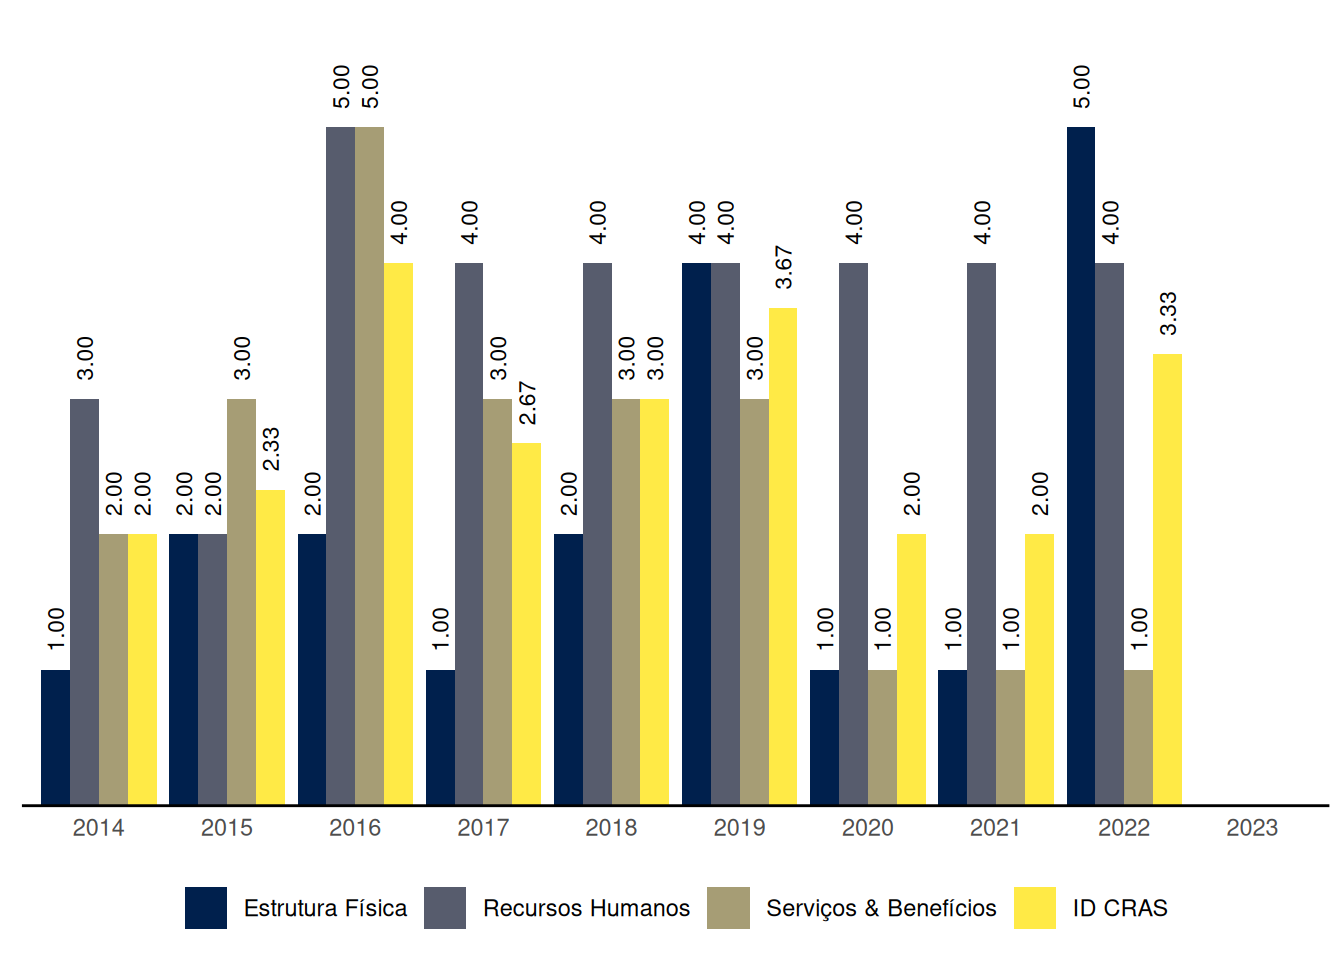 5.00 5.00 5.00
4.00 4.00 4.00 4.00 4.00 4.00 4.00 4.00
3.67
3.33
3.00 3.00 3.00 3.00 3.00 3.00
2.67
2.33
2.00 2.00 2.00 2.00 2.00 2.00 2.00 2.00
1.00 1.00 1.00 1.00 1.00 1.00 1.00
2014 2015 2016 2017 2018 2019 2020 2021 2022 2023
Estrutura Física Recursos Humanos Serviços & Benefícios ID CRAS